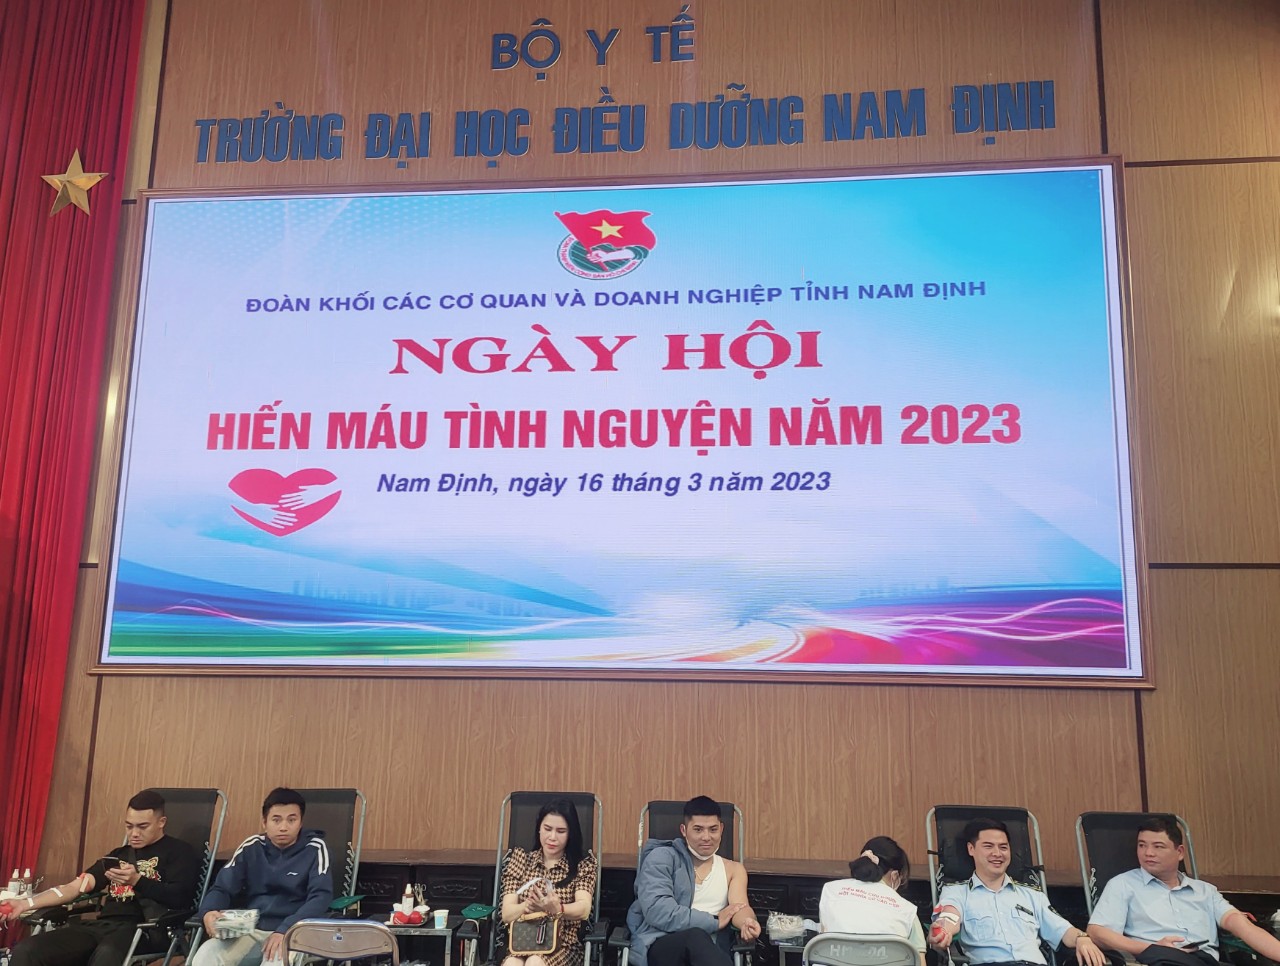 BỘ Y TẾ
TRƯỜNG ĐẠI HỌC ĐIỀU DƯỠNG NAM ĐỊNH
ĐOÀN KHỐI CÁC CƠ QUAN VÀ DOANH NGHIỆP TỈNH NAM ĐỊNH
NGÀY HỘI
HIẾN MÁU TÌNH NGUYỆN NĂM 2023
Nam Định, ngày 16 tháng 3 năm 2023